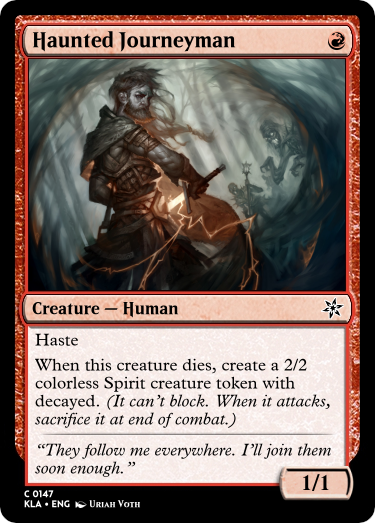 Haunted Journeyman
Creature — Human
Haste
When this creature dies, create a 2/2
colorless Spirit creature token with
decayed. (It can't block. When it attacks,
sacrifice it at end of combat.)
“They follow me everywhere. I'll join them
soon enough.”
1/1
C 0147
KLA • ENG Uriah Voth